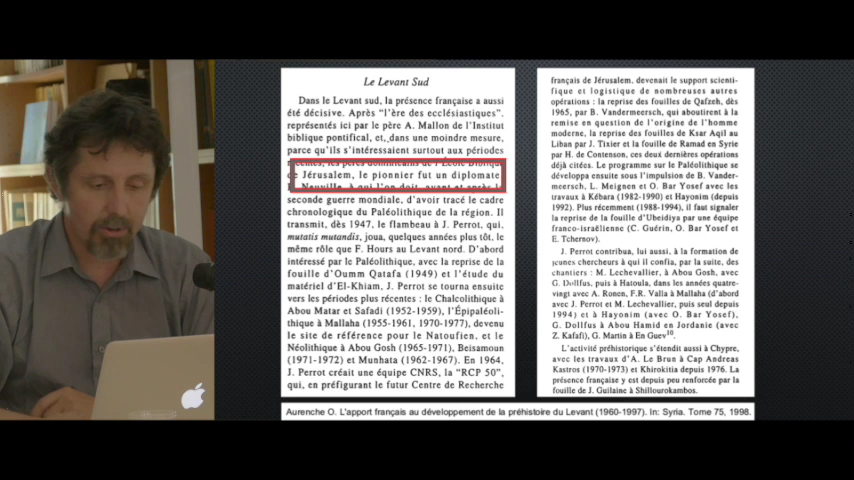 Le Levant Sud
Dans le Levant sud, la présence française a aussi
été décisive. Après "l'ère des ecclésiastiques",
représentés ici par le père A. Mallon de l'Institut
biblique pontifical, et, dans une moindre mesure,
parce qu'ils s'intéressaient surtout aux périodes
récentes, les pères dominicains de l'École Biblique
de Jérusalem, le pionnier fut un diplomate
Neuville, à qui l'on doit, avant et après
seconde guerre mondiale, d'avoir tracé le cadre
chronologique du Paléolithique de la région. Il
transmit, dès 1947, le flambeau à J. Perrot, qui,
mutatis mutandis, joua, quelques années plus tôt, le
même rôle que F. Hours au Levant nord. D'abord
intéressé par le Paléolithique, avec la reprise de la
fouille d'Oumm Qatafa (1949) et l'étude du
matériel d'El-Khiam, J. Perrot se tourna ensuite
vers les périodes plus récentes : le Chalcolithique à
Abou Matar et Safadi (1952-1959), l'Épipaléoli-
thique à Mallaha (1955-1961, 1970-1977), devenu
le site de référence pour le Natoufien, et le
Néolithique à Abou Gosh (1965-1971), Beisamoun
(1971-1972) et Munhata (1962-1967). En 1964,
J. Perrot créait une équipe CNRS, la "RCP 50",
qui, en préfigurant le futur Centre de Recherche
français de Jérusalem, devenait le support scienti-
fique et logistique de nombreuses autres
opérations : la reprise des fouilles de Qafzeh, dès
1965, par B. Vandermeersch, qui aboutirent à la
remise en question de l'origine de l'homme
moderne, la reprise des fouilles de Ksar Aqil au
Liban par J. Tixier et la fouille de Ramad en Syrie
par H. de Contenson, ces deux dernières opérations
déjà citées. Le programme sur le Paléolithique se
développa ensuite sous l'impulsion de B. Vander-
meersch, L. Meignen et O. Bar Yosef avec les
travaux à Kébara (1982-1990) et Hayonim (depuis
1992). Plus récemment (1988-1994), il faut signaler
la reprise de la fouille d'Ubeidiya par une équipe
franco-israélienne (C. Guérin, O. Bar Yosef et
E. Tchernov).
J. Perrot contribua, lui aussi, à la formation de
jeunes chercheurs à qui il confia, par la suite, des
chantiers : M. Lechevallier, à Abou Gosh, avec
G. Dollfus, puis à Hatoula, dans les années quatre-
vingt avec A. Ronen, F.R. Valla à Mallaha (d'abord
avec J. Perrot et M. Lechevallier, puis seul depuis
1994) et à Hayonim (avec O. Bar Yosef),
G. Dollfus à Abou Hamid en Jordanie (avec
Z. Kafafi), G. Martin à En Guev10.
L'activité préhistorique s'étendit aussi à Chypre,
avec les travaux d'A. Le Brun à Cap Andreas
Kastros (1970-1973) et Khirokitia depuis 1976. La
présence française y est depuis peu renforcée par la
fouille de J. Guilaine à Shillourokambos.
Aurenche O. L'apport français au développement de la préhistoire du Levant (1960-1997). In: Syria. Tome 75, 1998.